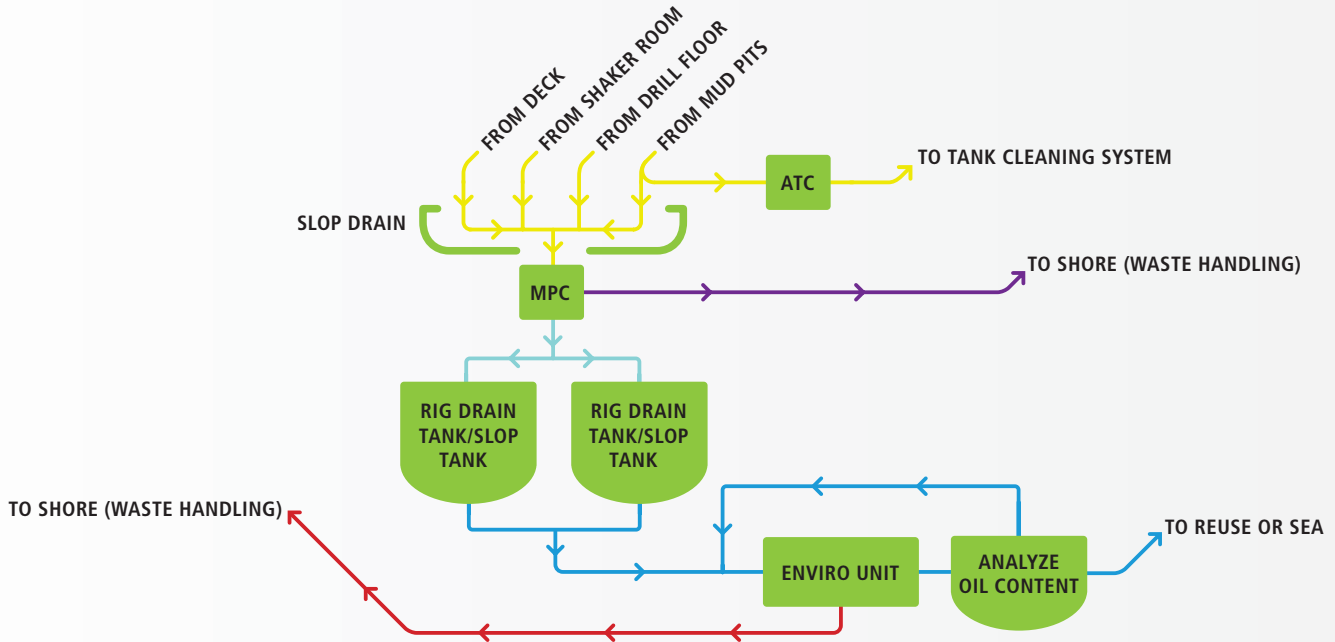 FROM DECK
FROM SHAKER ROOM
FROM DRILL FLOOR
FROM MUD PITS
ATC
TO TANK CLEANING SYSTEM
SLOP DRAIN
MPC
TO SHORE (WASTE HANDLING)
RIG DRAIN
TANK/SLOP
TANK
RIG DRAIN
TANK/SLOP
TANK
TO SHORE (WASTE HANDLING)
ENVIRO UNIT
ANALYZE
OIL CONTENT
TO REUSE OR SEA